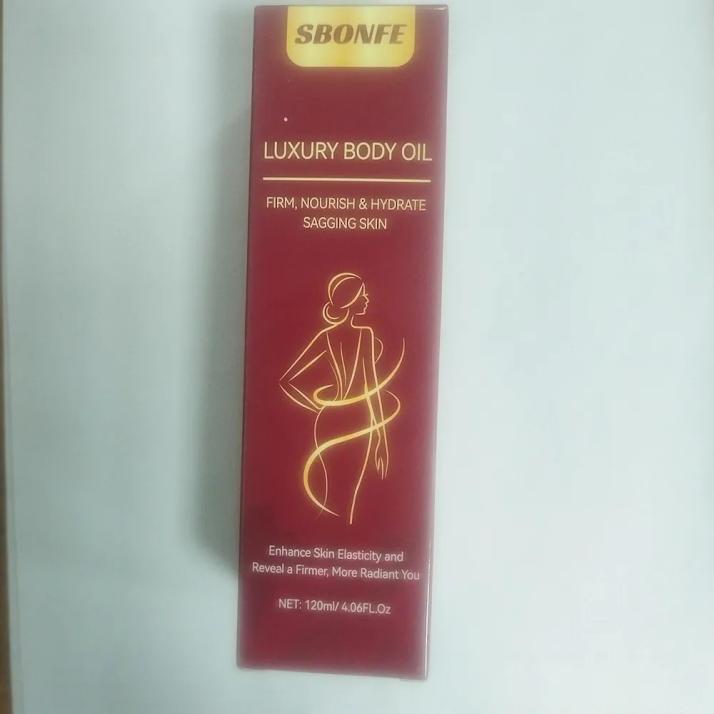 SBONFE
LUXURY BODY OIL
FIRM, NOURISH & HYDRATE
SAGGING SKIN
Enhance Skin Elasticity and
Reveal a Firmer, More Radiant You
NET: 120ml/ 4.06FL.Oz